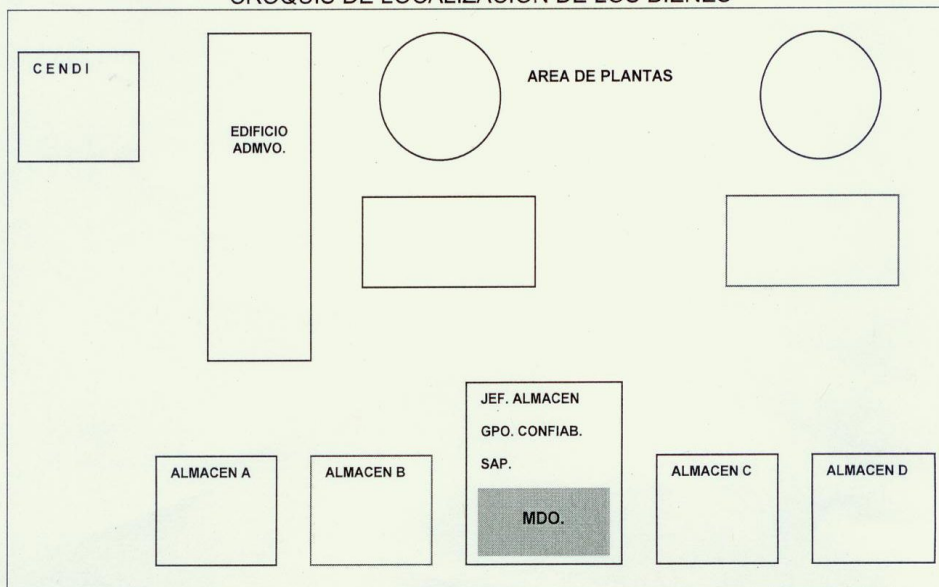 CROQUIS DE LOCALIZACION DE LOS BIENES
CENDI
AREA DE PLANTAS
EDIFICIO
ADMVO.
JEF. ALMACEN
GPO. CONFIAB.
SAP.
MDO.
ALMACEN A
ALMACEN B
ALMACEN C
ALMACEN D